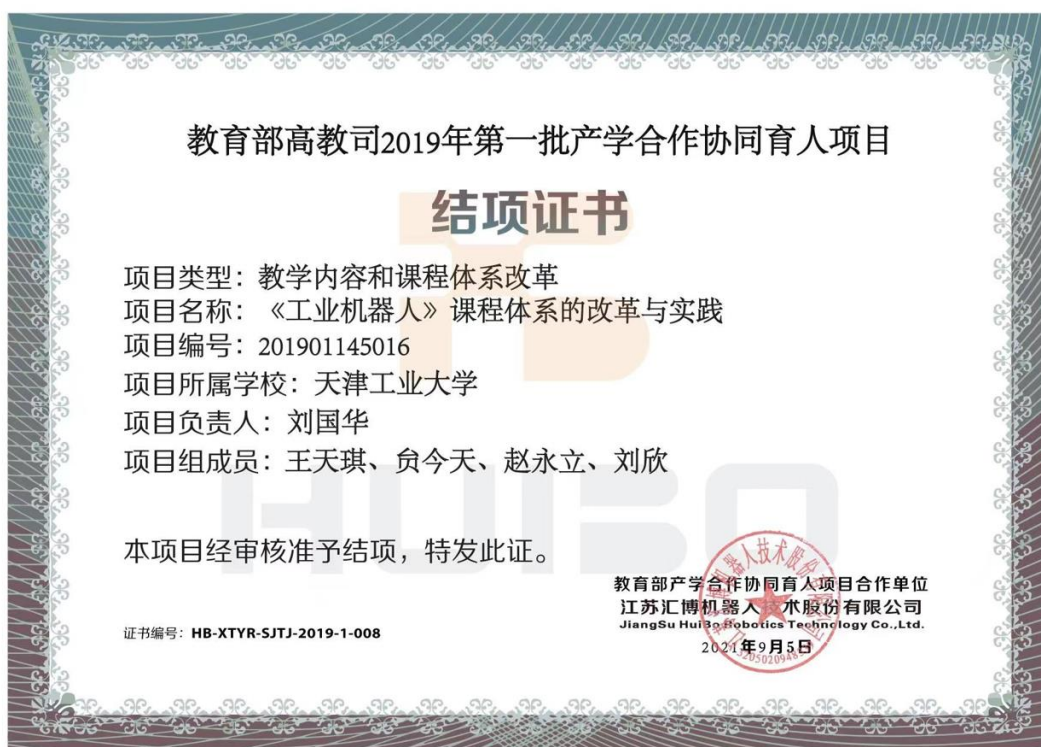 教育部高教司2019年第一批产学合作协同育人项目
结项证书
项目类型：教学内容和课程体系改革
项目名称：《工业机器人》课程体系的改革与实践
项目编号：201901145016
项目所属学校：天津工业大学
项目负责人：刘国华
项目组成员：王天琪、贠今天、赵永立、刘欣
HUIBO
本项目经审核准予结项，特发此证。
教育部产学合作协同育人项目合作单位
江苏汇博机器人技术股份有限公司
JiangSu HuiBo Robotics Technology Co.,Ltd.
证书编号：HB-XTYR-SJTJ-2019-1-008
2021年9月5日